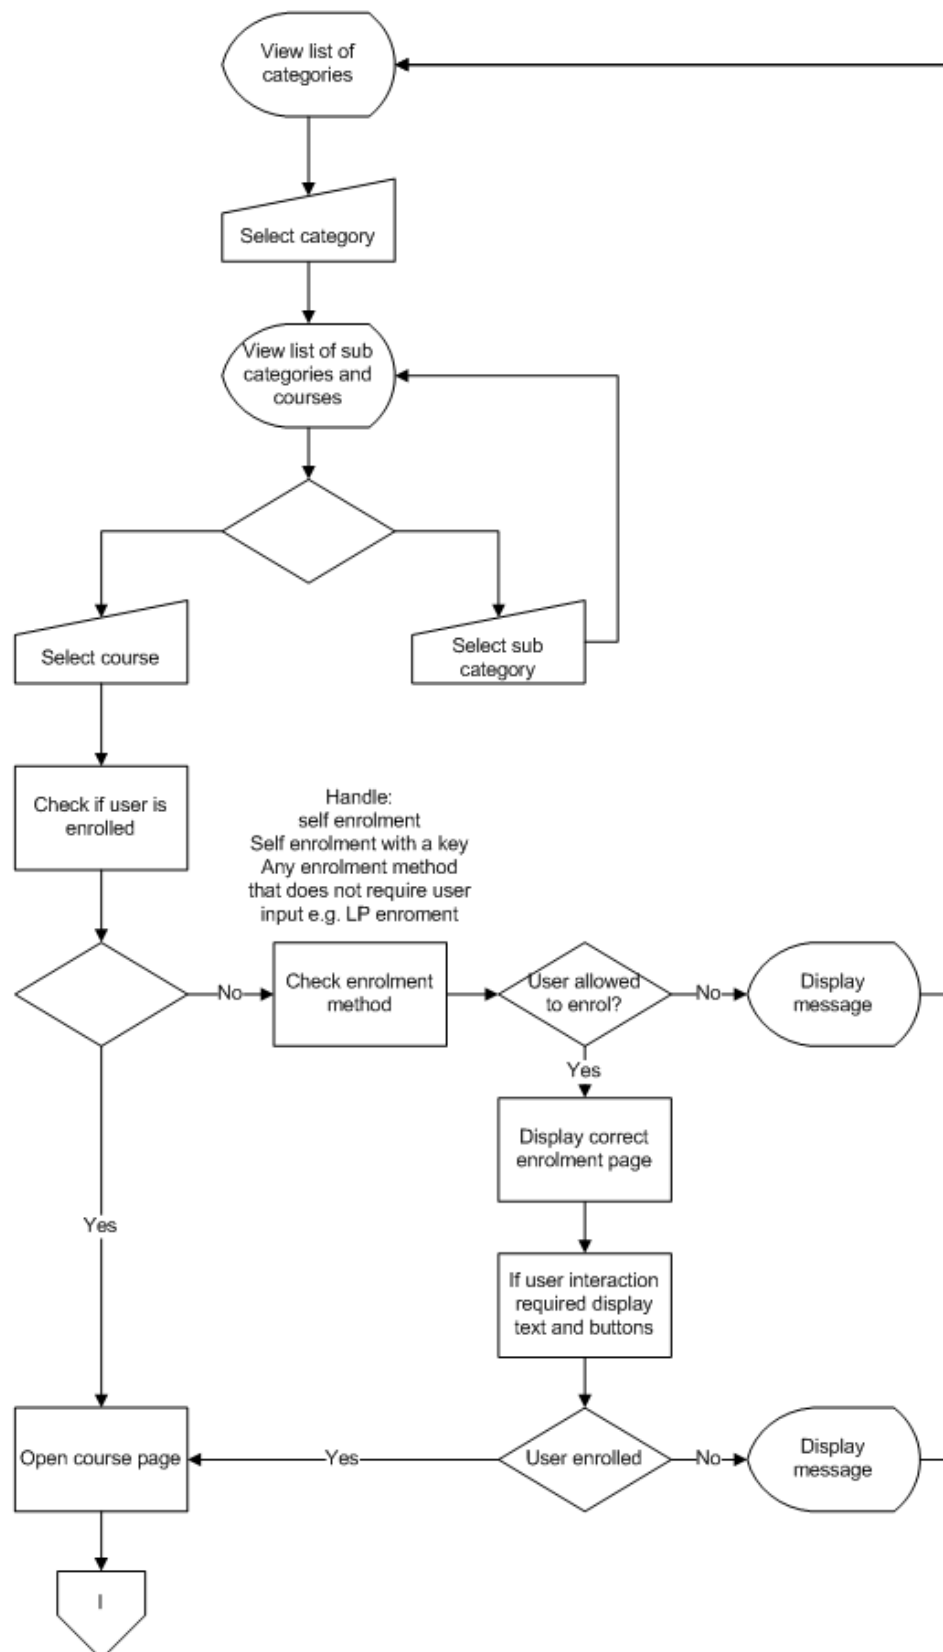 View list of
categories
Select category
View list of sub
categories and
courses
Select course
Select sub
category
Check if user is
enrolled
Handle:
self enrolment
Self enrolment with a key
Any enrolment method
that does not require user
input e.g. LP enroment
No
Check enrolment
method
User allowed
to enrol?
No
Display
message
Yes
Display correct
enrolment page
Yes
If user interaction
required display
text and buttons
Open course page
Yes
User enrolled
No
Display
message
I